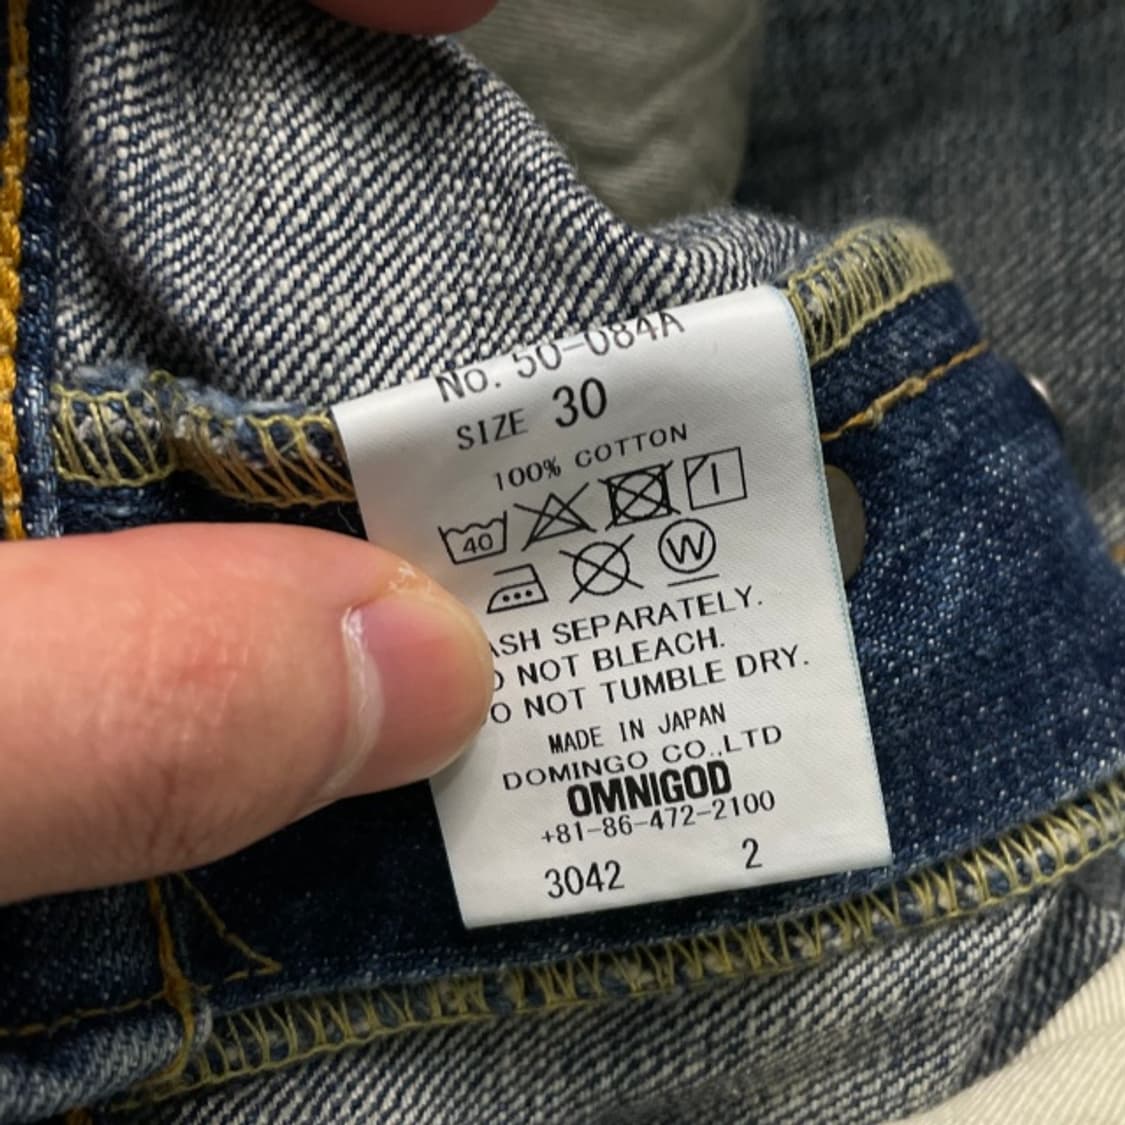 No. 50-084A
SIZE 30
100% COTTON
40
W
ASH SEPARATELY.
O NOT BLEACH.
O NOT TUMBLE DRY.
MADE IN JAPAN
DOMINGO CO.,LTD
OMNIGOD
+81-86-472-2100
3042 2